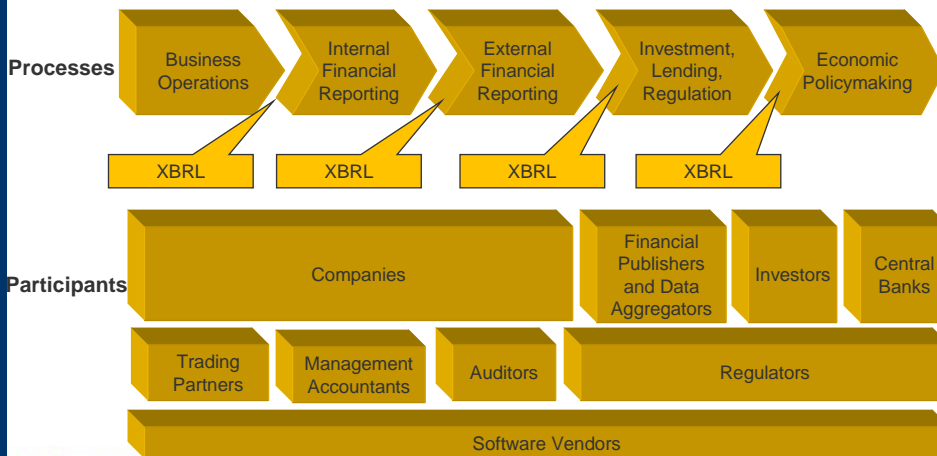 Processes
Business
Operations
Internal
Financial
Reporting
External
Financial
Reporting
Investment,
Lending,
Regulation
Economic
Policymaking
XBRL
XBRL
XBRL
XBRL
Participants
Companies
Financial
Publishers
and Data
Aggregators
Investors
Central
Banks
Trading
Partners
Management
Accountants
Auditors
Regulators
Software Vendors